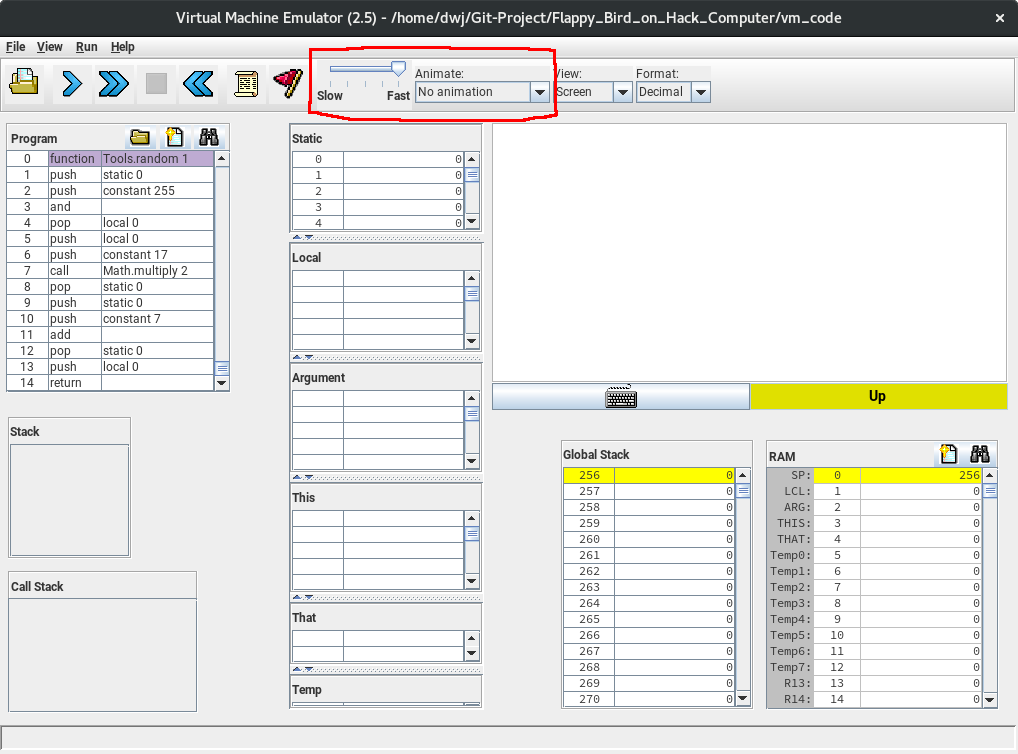 Virtual Machine Emulator (2.5) - /home/dwj/Git-Project/Flappy_Bird_on_Hack_Computer/vm_code
File View Run Help
Slow Fast
Animate:
No animation
View:
Screen
Format:
Decimal
Program
0 function Tools.random 1
1 push static 0
2 push constant 255
3 and
4 pop local 0
5 push local 0
6 push constant 17
7 call Math.multiply 2
8 pop static 0
9 push static 0
10 push constant 7
11 add
12 pop static 0
13 push local 0
14 return
Stack
Call Stack
Static
0 0
1 0
2 0
3 0
4 0
Local
Argument
This
That
Temp
Up
Global Stack
256 0
257 0
258 0
259 0
260 0
261 0
262 0
263 0
264 0
265 0
266 0
267 0
268 0
269 0
270 0
RAM
SP: 0 256
LCL: 1 0
ARG: 2 0
THIS: 3 0
THAT: 4 0
Temp0: 5 0
Temp1: 6 0
Temp2: 7 0
Temp3: 8 0
Temp4: 9 0
Temp5: 10 0
Temp6: 11 0
Temp7: 12 0
R13: 13 0
R14: 14 0